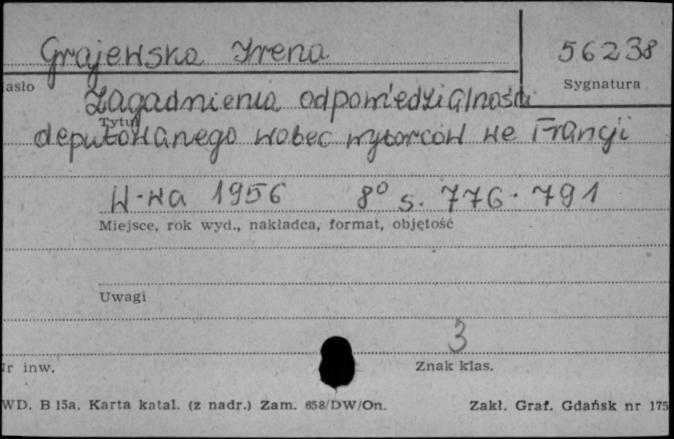 Grajewska Irena 56238
asło Sygnatura
Zagadnienia odpowiedzialności
Tytuł
deputowanego wobec wyborców we Francji
W-wa 1956 8° s. 776-791
Miejsce, rok wyd., nakładca, format, objętość
Uwagi
3
r inw. Znak klas.
WD. B 15a. Karta katal. (z nadr.) Zam. 658/DW/On. Zakł. Graf. Gdańsk nr 175